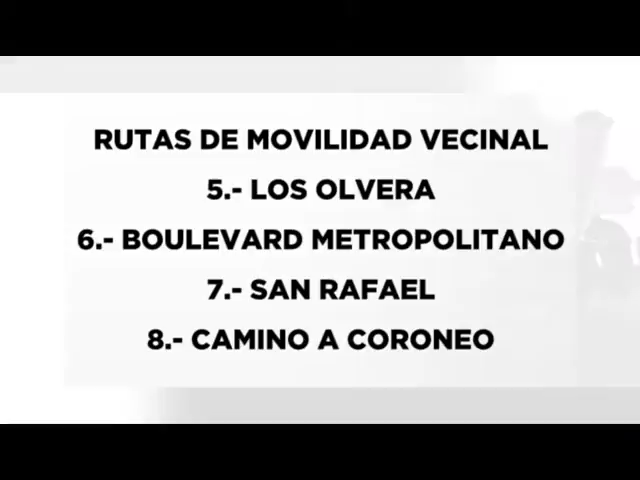 RUTAS DE MOVILIDAD VECINAL
5.- LOS OLVERA
6.- BOULEVARD METROPOLITANO
7.- SAN RAFAEL
8.- CAMINO A CORONEO